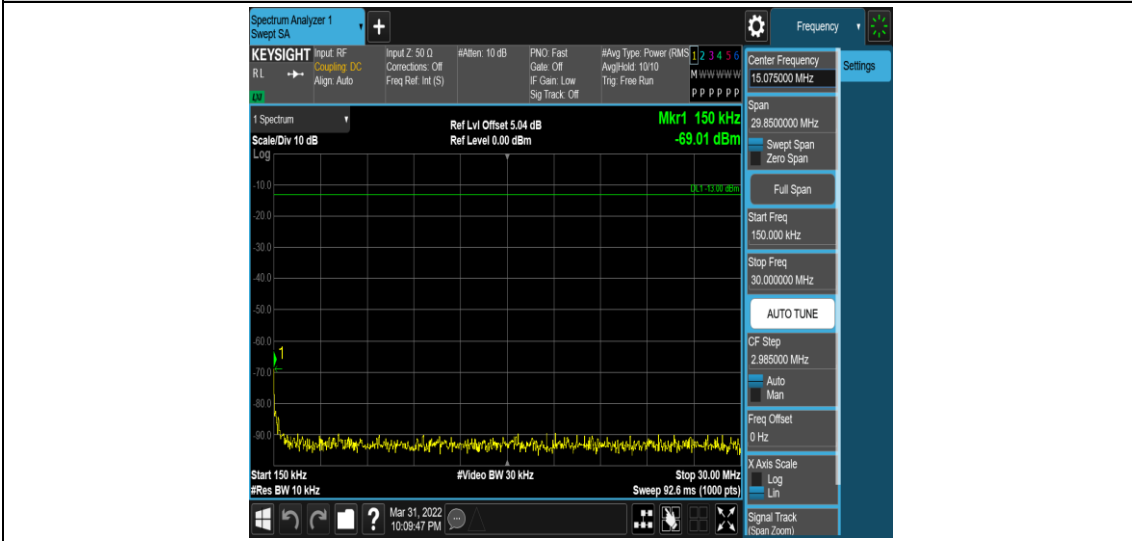 Spectrum Analyzer 1
Swept SA
+
Frequency
KEYSIGHT
RL
Input: RF
Coupling: DC
Align: Auto
Input Z: 50 Ω
Corrections: Off
Freq Ref: Int (S)
#Atten: 10 dB
PNO: Fast
Gate: Off
IF Gain: Low
Sig Track: Off
#Avg Type: Power (RMS
Avg|Hold: 10/10
Trig: Free Run
1 2 3 4 5 6
M W W W W W
P P P P P P
1 Spectrum
Scale/Div 10 dB
Log
Ref Lvl Offset 5.04 dB
Ref Level 0.00 dBm
Mkr1 150 kHz
-69.01 dBm
DL1 -13.00 dBm
-10.0
-20.0
-30.0
-40.0
-50.0
-60.0
1
-70.0
-80.0
-90.0
Start 150 kHz
#Res BW 10 kHz
#Video BW 30 kHz
Stop 30.00 MHz
Sweep 92.6 ms (1000 pts)
?
Mar 31, 2022
10:09:47 PM
Settings
Center Frequency
15.075000 MHz
Span
29.8500000 MHz
Swept Span
Zero Span
Full Span
Start Freq
150.000 kHz
Stop Freq
30.000000 MHz
AUTO TUNE
CF Step
2.985000 MHz
Auto
Man
Freq Offset
0 Hz
X Axis Scale
Log
Lin
Signal Track
(Span Zoom)